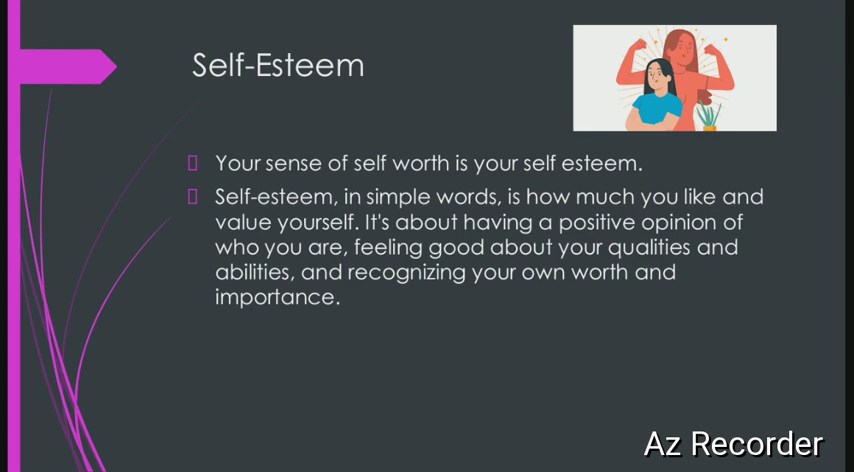 Self-Esteem
Your sense of self worth is your self esteem.
Self-esteem, in simple words, is how much you like and
value yourself. It's about having a positive opinion of
who you are, feeling good about your qualities and
abilities, and recognizing your own worth and
importance.
Az Recorder